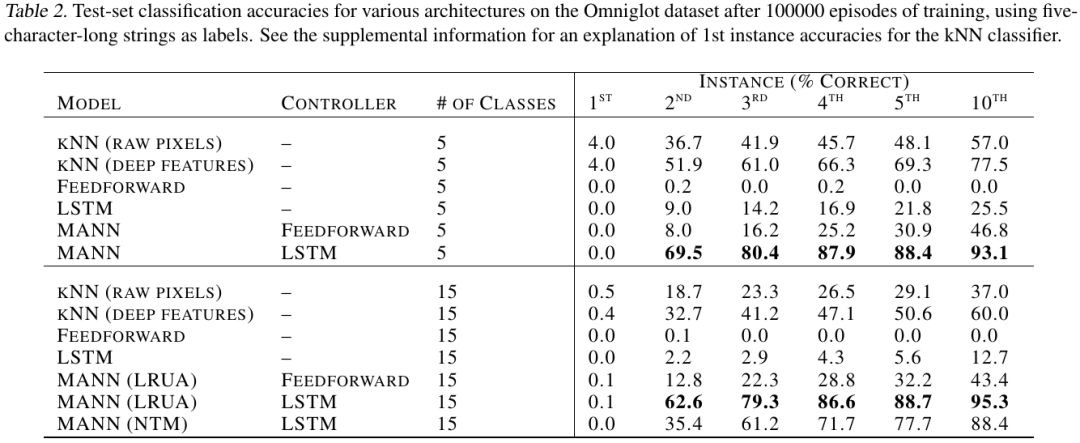 Table 2. Test-set classification accuracies for various architectures on the Omniglot dataset after 100000 episodes of training, using five-
character-long strings as labels. See the supplemental information for an explanation of 1st instance accuracies for the kNN classifier.
INSTANCE (% CORRECT)
MODEL CONTROLLER # OF CLASSES 1ST 2ND 3RD 4TH 5TH 10TH
KNN (RAW PIXELS) – 5 4.0 36.7 41.9 45.7 48.1 57.0
KNN (DEEP FEATURES) – 5 4.0 51.9 61.0 66.3 69.3 77.5
FEEDFORWARD – 5 0.0 0.2 0.0 0.2 0.0 0.0
LSTM – 5 0.0 9.0 14.2 16.9 21.8 25.5
MANN FEEDFORWARD 5 0.0 8.0 16.2 25.2 30.9 46.8
MANN LSTM 5 0.0 69.5 80.4 87.9 88.4 93.1
KNN (RAW PIXELS) – 15 0.5 18.7 23.3 26.5 29.1 37.0
KNN (DEEP FEATURES) – 15 0.4 32.7 41.2 47.1 50.6 60.0
FEEDFORWARD – 15 0.0 0.1 0.0 0.0 0.0 0.0
LSTM – 15 0.0 2.2 2.9 4.3 5.6 12.7
MANN (LRUA) FEEDFORWARD 15 0.1 12.8 22.3 28.8 32.2 43.4
MANN (LRUA) LSTM 15 0.1 62.6 79.3 86.6 88.7 95.3
MANN (NTM) LSTM 15 0.0 35.4 61.2 71.7 77.7 88.4